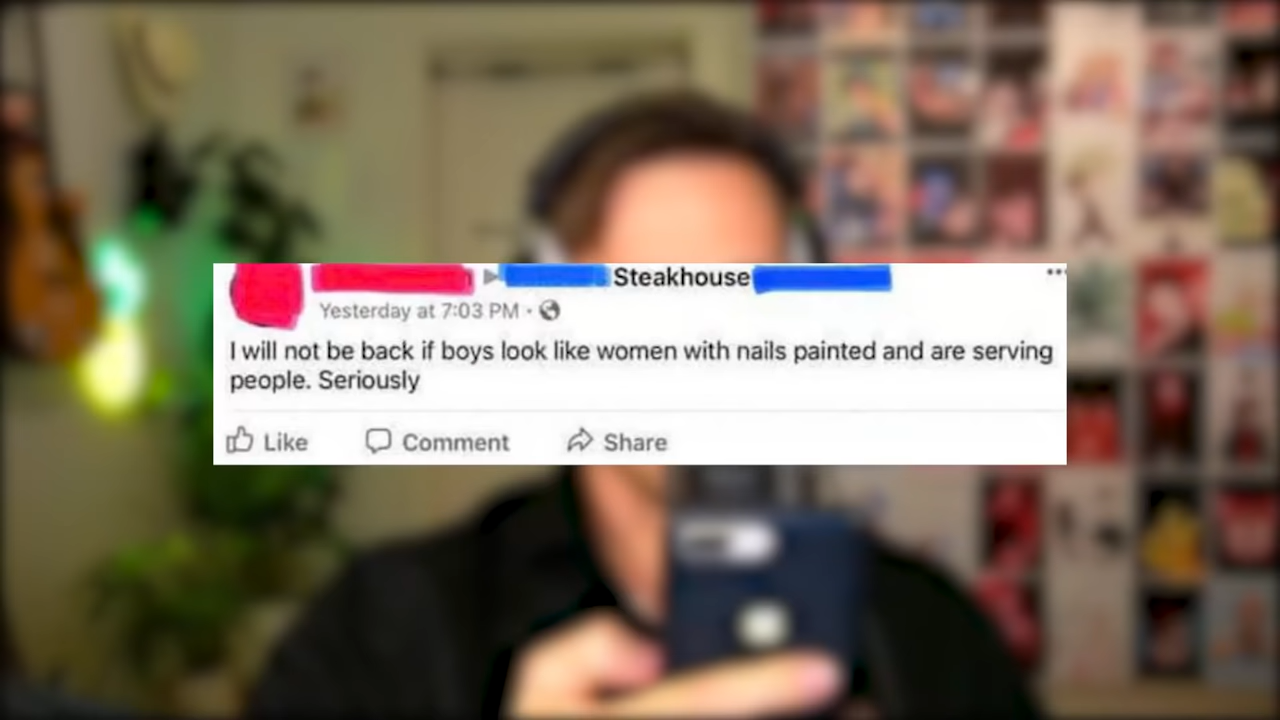 Steakhouse
Yesterday at 7:03 PM ·
I will not be back if boys look like women with nails painted and are serving
people. Seriously
Like Comment Share